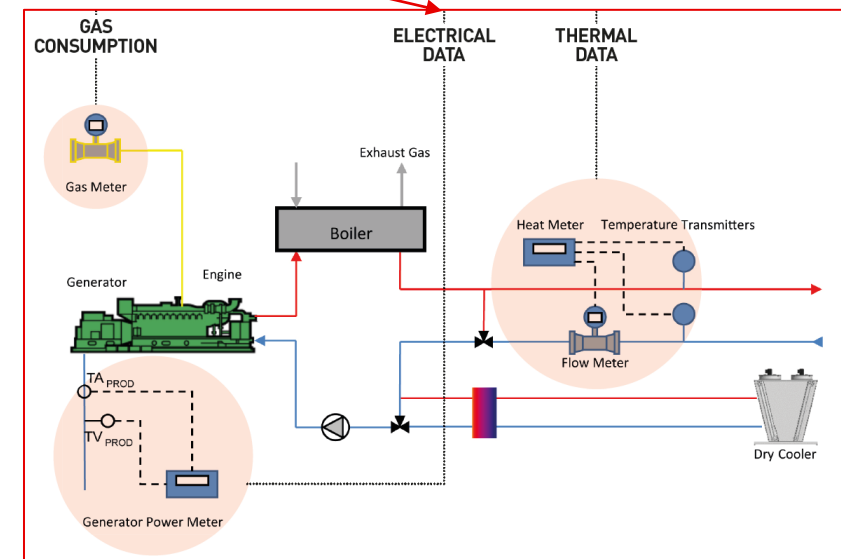 GAS
CONSUMPTION
ELECTRICAL
DATA
THERMAL
DATA
Gas Meter
Exhaust Gas
Boiler
Heat Meter
Temperature Transmitters
Generator
Engine
Flow Meter
TA PROD
TV PROD
Dry Cooler
Generator Power Meter